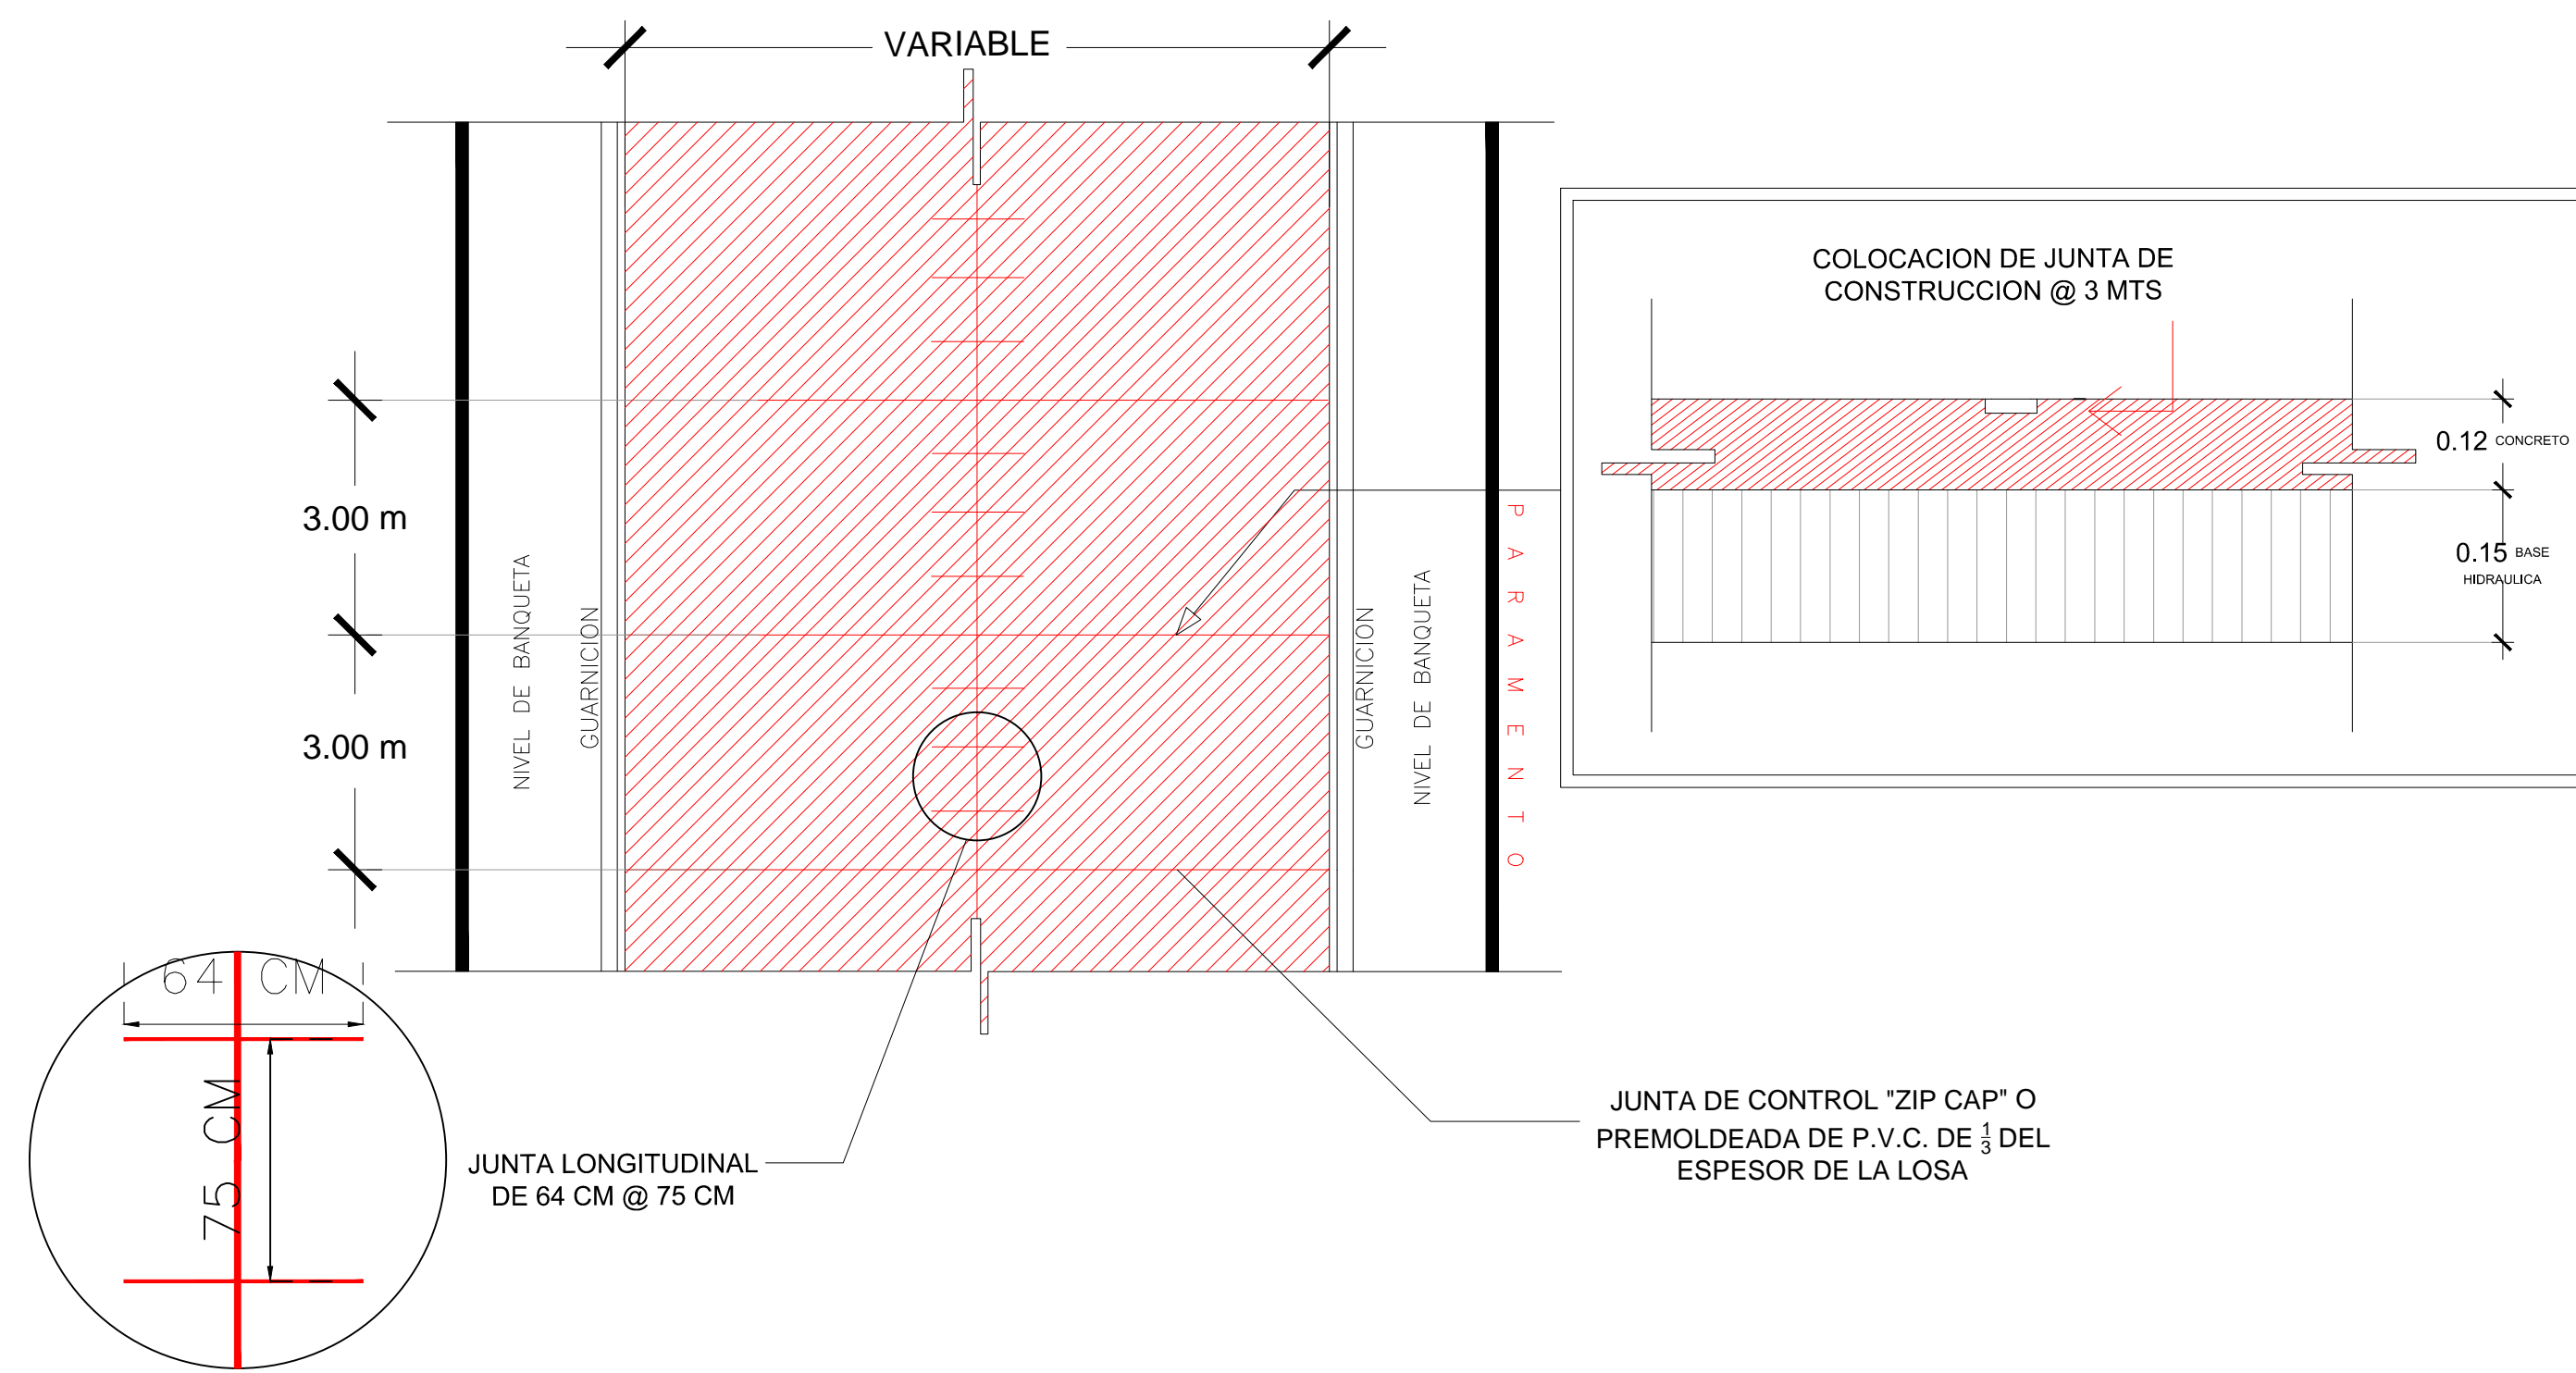 VARIABLE
COLOCACION DE JUNTA DE
CONSTRUCCION @ 3 MTS
0.12 CONCRETO
0.15 BASE
HIDRAULICA
3.00 m
3.00 m
NIVEL DE BANQUETA
GUARNICION
GUARNICION
NIVEL DE BANQUETA
PARAMENTO
64 CM
75 CM
JUNTA LONGITUDINAL
DE 64 CM @ 75 CM
JUNTA DE CONTROL "ZIP CAP" O
PREMOLDEADA DE P.V.C. DE 1/3 DEL
ESPESOR DE LA LOSA